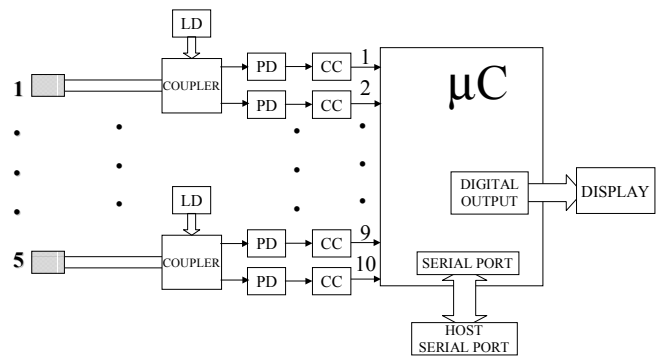 LD
1
COUPLER
PD
CC
1
PD
CC
2
µC
DIGITAL
OUTPUT
DISPLAY
LD
5
COUPLER
PD
CC
9
PD
CC
10
SERIAL PORT
HOST
SERIAL PORT